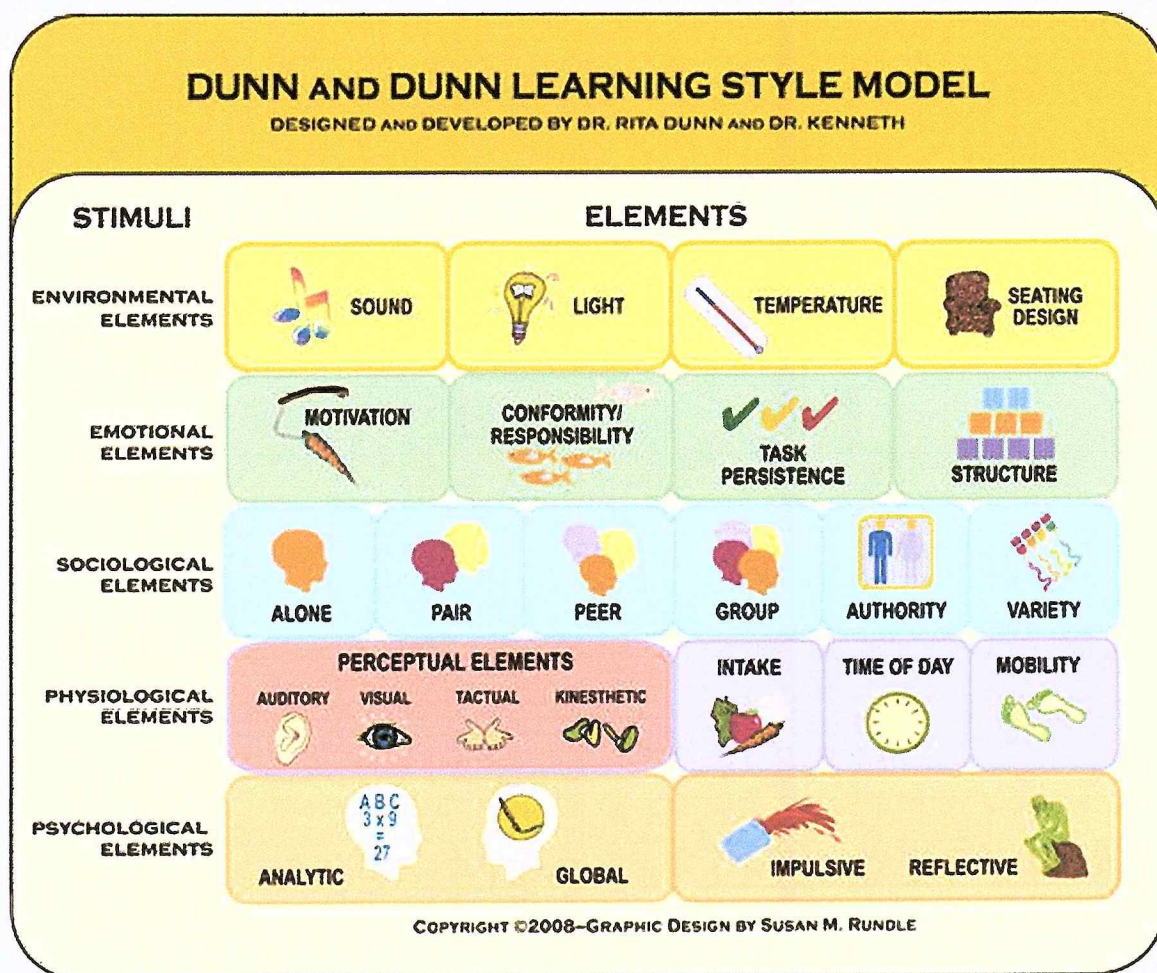 DUNN AND DUNN LEARNING STYLE MODEL
DESIGNED AND DEVELOPED BY DR. RITA DUNN AND DR. KENNETH
STIMULI
ELEMENTS
ENVIRONMENTAL
ELEMENTS
SOUND
LIGHT
TEMPERATURE
SEATING
DESIGN
EMOTIONAL
ELEMENTS
MOTIVATION
CONFORMITY/
RESPONSIBILITY
TASK
PERSISTENCE
STRUCTURE
SOCIOLOGICAL
ELEMENTS
ALONE
PAIR
PEER
GROUP
AUTHORITY
VARIETY
PHYSIOLOGICAL
ELEMENTS
PERCEPTUAL ELEMENTS
AUDITORY
VISUAL
TACTUAL
KINESTHETIC
INTAKE
TIME OF DAY
MOBILITY
PSYCHOLOGICAL
ELEMENTS
A B C
3 x 9
=
27
ANALYTIC
GLOBAL
IMPULSIVE
REFLECTIVE
COPYRIGHT ©2008–GRAPHIC DESIGN BY SUSAN M. RUNDLE